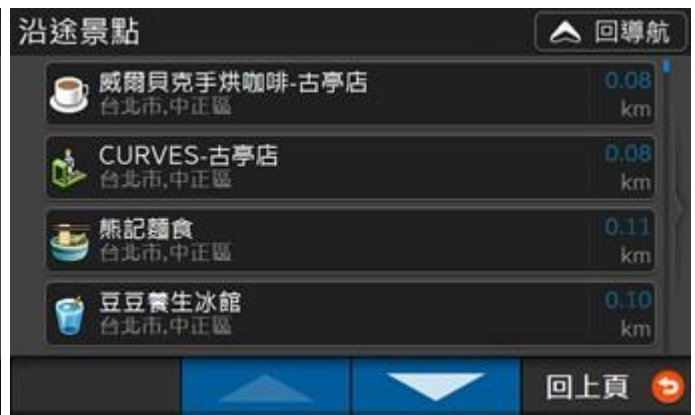 沿途景點
回導航
威爾貝克手烘咖啡-古亭店
0.08
台北市,中正區
km
CURVES-古亭店
0.08
台北市,中正區
km
熊記麵食
0.11
台北市,中正區
km
豆豆養生冰館
0.10
台北市,中正區
km
回上頁